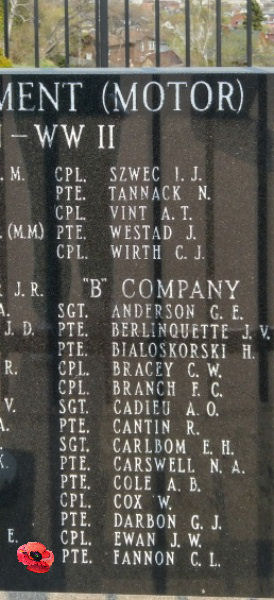 MENT (MOTOR)
– WW II
. M. CPL. SZWEC I. J.
PTE. TANNACK N.
CPL. VINT A. T.
(M.M.) PTE. WESTAD J.
CPL. WIRTH C. J.
J. R. "B" COMPANY
A. SGT. ANDERSON G. E.
J. D. PTE. BERLINQUETTE J. V.
PTE. BIALOSKORSKI H.
R. CPL. BRACEY C. W.
CPL. BRANCH F. C.
V. SGT. CADIEU A. O.
A. PTE. CANTIN R.
SGT. CARLBOM E. H.
K. PTE. CARSWELL N. A.
PTE. COLE A. B.
CPL. COX W.
PTE. DARBON G. J.
E. CPL. EWAN J. W.
PTE. FANNON C. L.